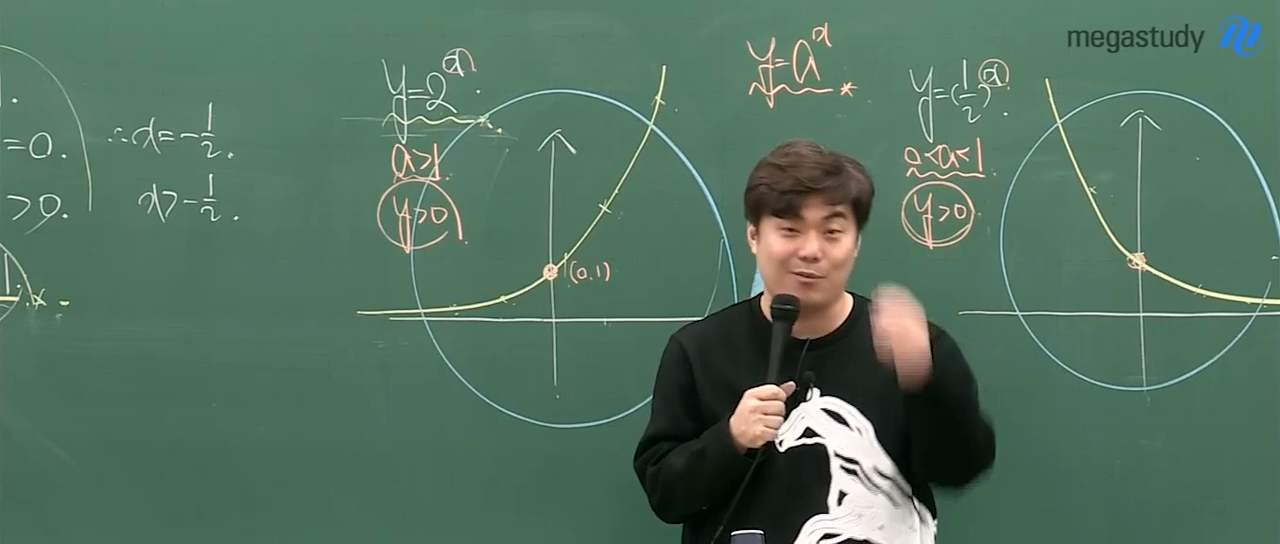 megastudy
.
=0.
>0.
∴x=-1/2.
x>-1/2.
y=2^x.
a>1
y>0
(0,1)
y=a^x *
y=(1/2)^x.
0<a<1
y>0